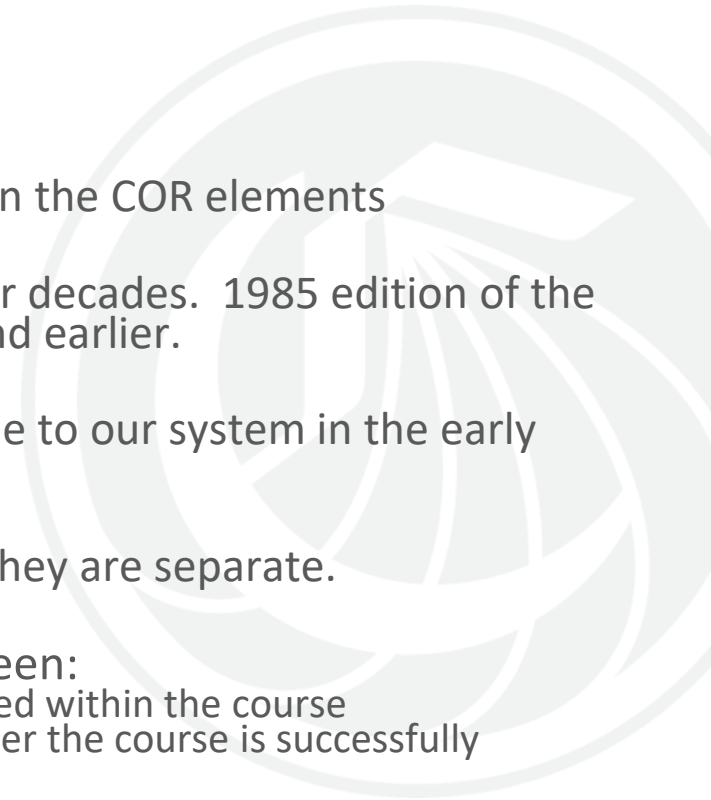 n the COR elements
r decades.  1985 edition of the
nd earlier.
e to our system in the early
hey are separate.
een:
ed within the course
er the course is successfully